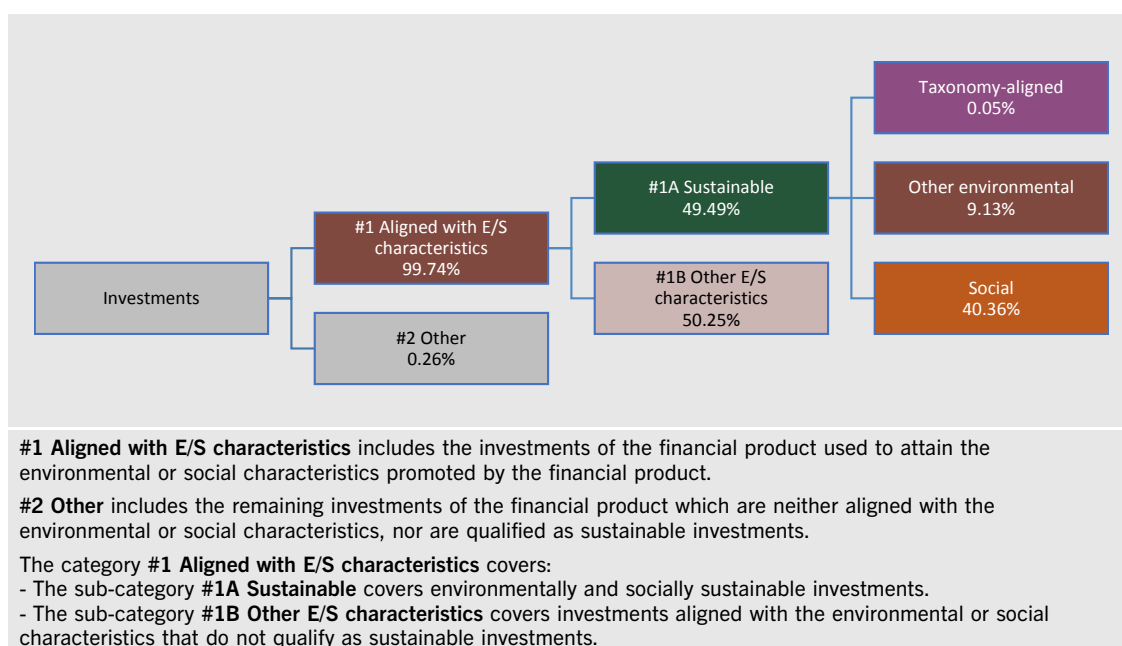 Taxonomy-aligned
0.05%
#1A Sustainable
49.49%
Other environmental
9.13%
#1 Aligned with E/S
characteristics
99.74%
Investments
#1B Other E/S
characteristics
50.25%
Social
40.36%
#2 Other
0.26%
#1 Aligned with E/S characteristics includes the investments of the financial product used to attain the
environmental or social characteristics promoted by the financial product.
#2 Other includes the remaining investments of the financial product which are neither aligned with the
environmental or social characteristics, nor are qualified as sustainable investments.
The category #1 Aligned with E/S characteristics covers:
- The sub-category #1A Sustainable covers environmentally and socially sustainable investments.
- The sub-category #1B Other E/S characteristics covers investments aligned with the environmental or social
characteristics that do not qualify as sustainable investments.